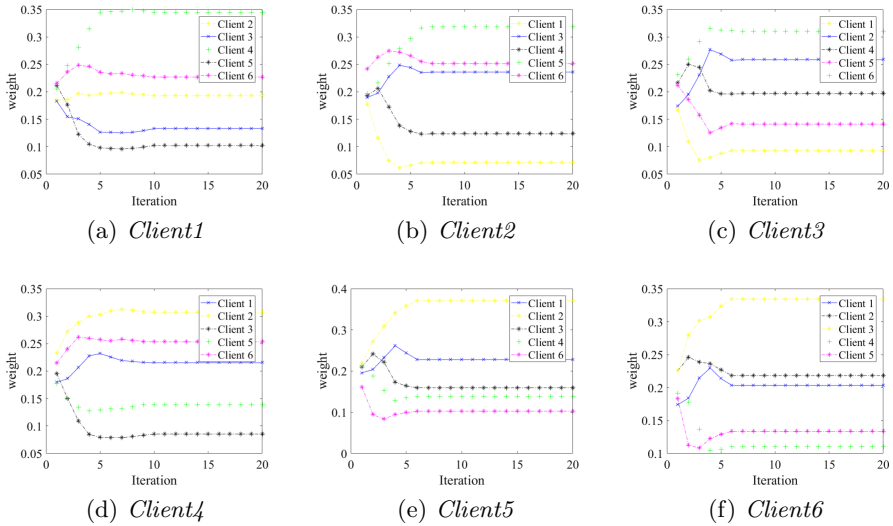 0.35
0.3
0.25
0.2
0.15
0.1
0.05
weight
0 5 10 15 20
Iteration
Client 2
Client 3
Client 4
Client 5
Client 6
(a) Client1
0.35
0.3
0.25
0.2
0.15
0.1
0.05
weight
0 5 10 15 20
Iteration
Client 1
Client 3
Client 4
Client 5
Client 6
(b) Client2
0.35
0.3
0.25
0.2
0.15
0.1
0.05
weight
0 5 10 15 20
Iteration
Client 1
Client 2
Client 4
Client 5
Client 6
(c) Client3
0.35
0.3
0.25
0.2
0.15
0.1
0.05
weight
0 5 10 15 20
Iteration
Client 1
Client 2
Client 3
Client 5
Client 6
(d) Client4
0.4
0.3
0.2
0.1
0
weight
0 5 10 15 20
Iteration
Client 1
Client 2
Client 3
Client 4
Client 6
(e) Client5
0.35
0.3
0.25
0.2
0.15
0.1
weight
0 5 10 15 20
Iteration
Client 1
Client 2
Client 3
Client 4
Client 5
(f) Client6